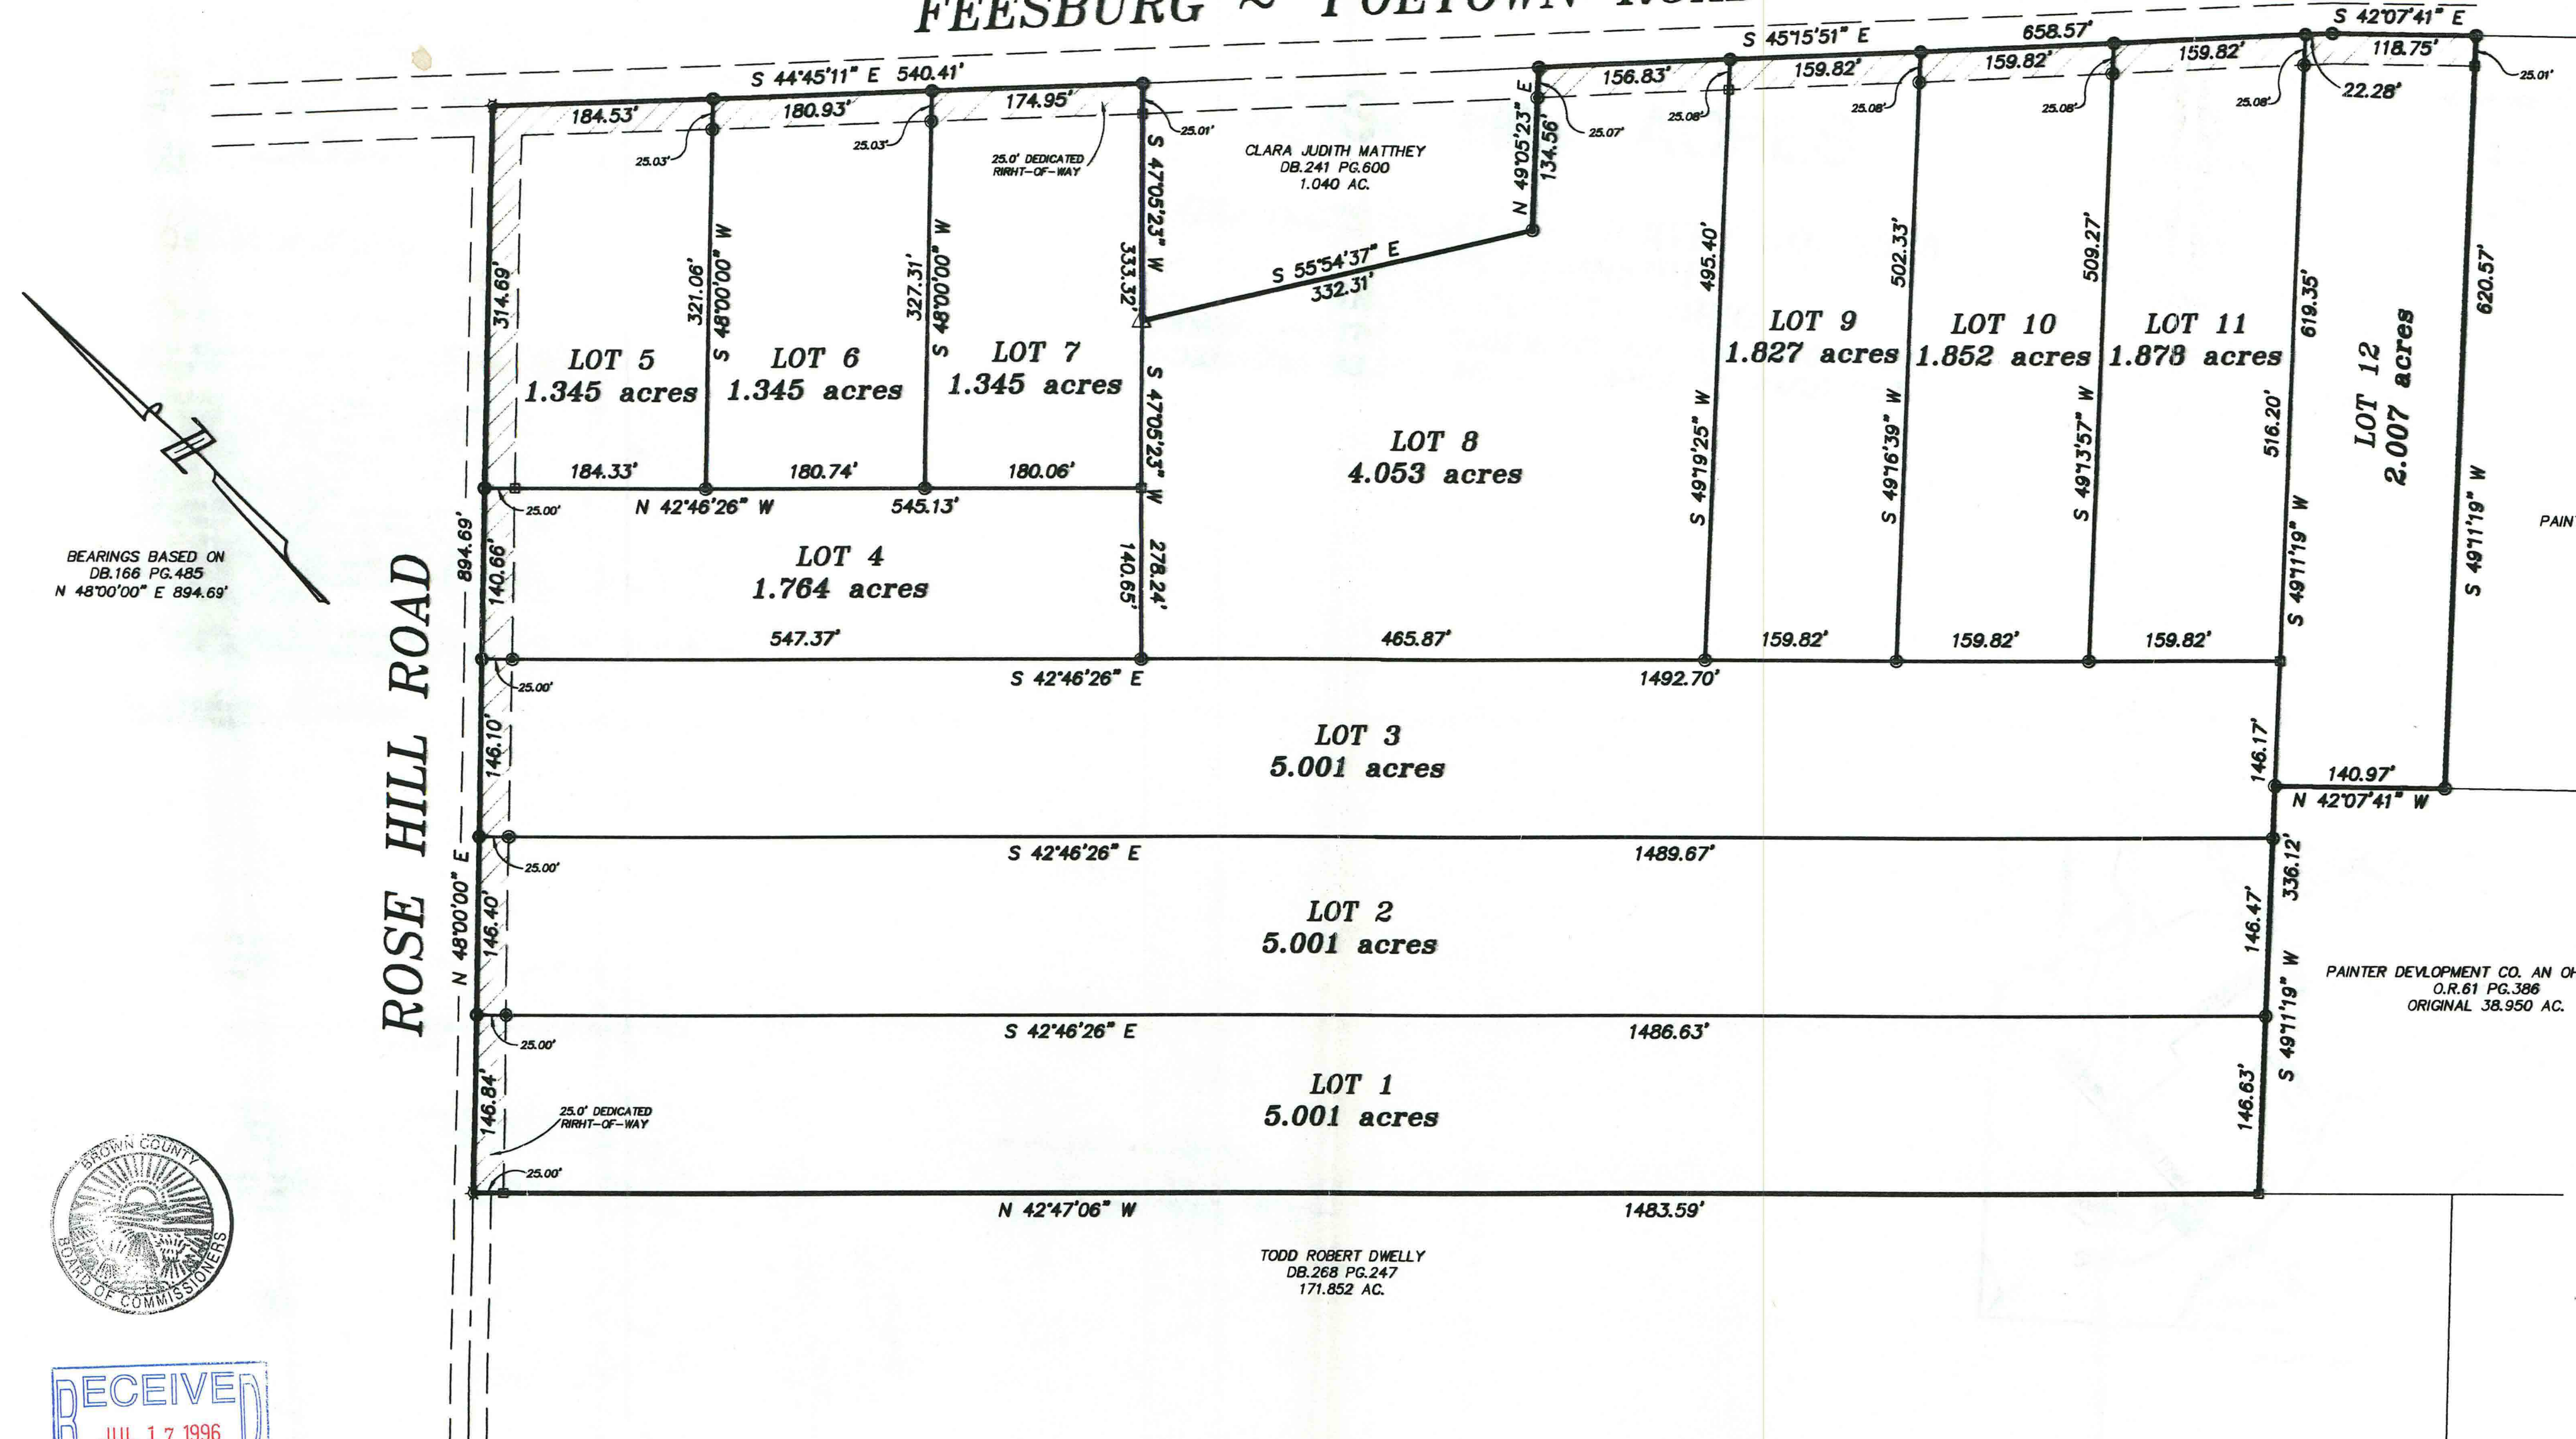 FEESBURG ~ POETOWN ROAD
S 44°45'11" E 540.41'
184.53'
180.93'
174.95'
25.03'
25.03'
25.0' DEDICATED
RIRHT-OF-WAY
25.01'
S 45°15'51" E
658.57'
S 42°07'41" E
156.83'
159.82'
159.82'
159.82'
118.75'
22.28'
25.07'
25.08'
25.08'
25.08'
25.08'
25.01'
CLARA JUDITH MATTHEY
DB.241 PG.600
1.040 AC.
N 49°05'23" E
134.56'
S 55°54'37" E
332.31'
S 47°05'23" W
333.32'
314.69'
321.06'
S 48°00'00" W
327.31'
S 48°00'00" W
LOT 5
1.345 acres
LOT 6
1.345 acres
LOT 7
1.345 acres
184.33'
180.74'
180.06'
N 42°46'26" W
545.13'
25.00'
S 47°05'23" W
278.24'
140.65'
LOT 8
4.053 acres
495.40'
S 49°19'25" W
LOT 9
1.827 acres
502.33'
S 49°16'39" W
LOT 10
1.852 acres
509.27'
S 49°13'57" W
LOT 11
1.878 acres
619.35'
516.20'
S 49°11'19" W
LOT 12
2.007 acres
620.57'
S 49°11'19" W
PAIN
BEARINGS BASED ON
DB.166 PG.485
N 48°00'00" E 894.69'
ROSE HILL ROAD
894.69'
N 48°00'00" E
140.66'
LOT 4
1.764 acres
547.37'
465.87'
159.82'
159.82'
159.82'
25.00'
S 42°46'26" E
1492.70'
146.10'
LOT 3
5.001 acres
146.17'
140.97'
N 42°07'41" W
25.00'
S 42°46'26" E
1489.67'
336.12'
146.40'
LOT 2
5.001 acres
146.47'
S 49°11'19" W
PAINTER DEVLOPMENT CO. AN OH
O.R.61 PG.386
ORIGINAL 38.950 AC.
25.00'
S 42°46'26" E
1486.63'
146.84'
LOT 1
5.001 acres
146.63'
25.0' DEDICATED
RIRHT-OF-WAY
25.00'
N 42°47'06" W
1483.59'
TODD ROBERT DWELLY
DB.268 PG.247
171.852 AC.
BROWN COUNTY
BOARD OF COMMISSIONERS
RECEIVED
JUL 17 1996